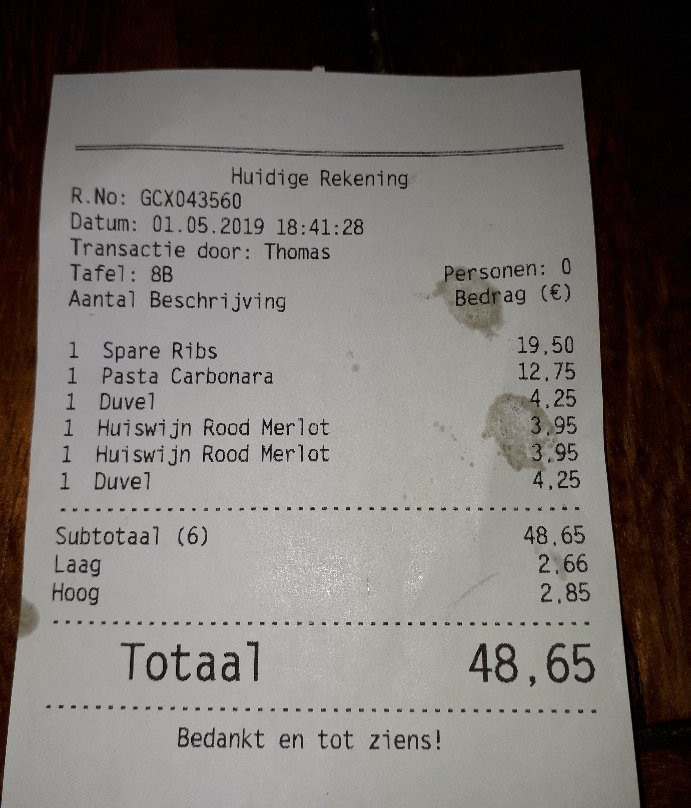 Huidige Rekening
R.No: GCX043560
Datum: 01.05.2019 18:41:28
Transactie door: Thomas
Tafel: 8B Personen: 0
Aantal Beschrijving Bedrag (€)
1 Spare Ribs 19,50
1 Pasta Carbonara 12,75
1 Duvel 4,25
1 Huiswijn Rood Merlot 3,95
1 Huiswijn Rood Merlot 3,95
1 Duvel 4,25
Subtotaal (6) 48,65
Laag 2,66
Hoog 2,85
Totaal 48,65
Bedankt en tot ziens!